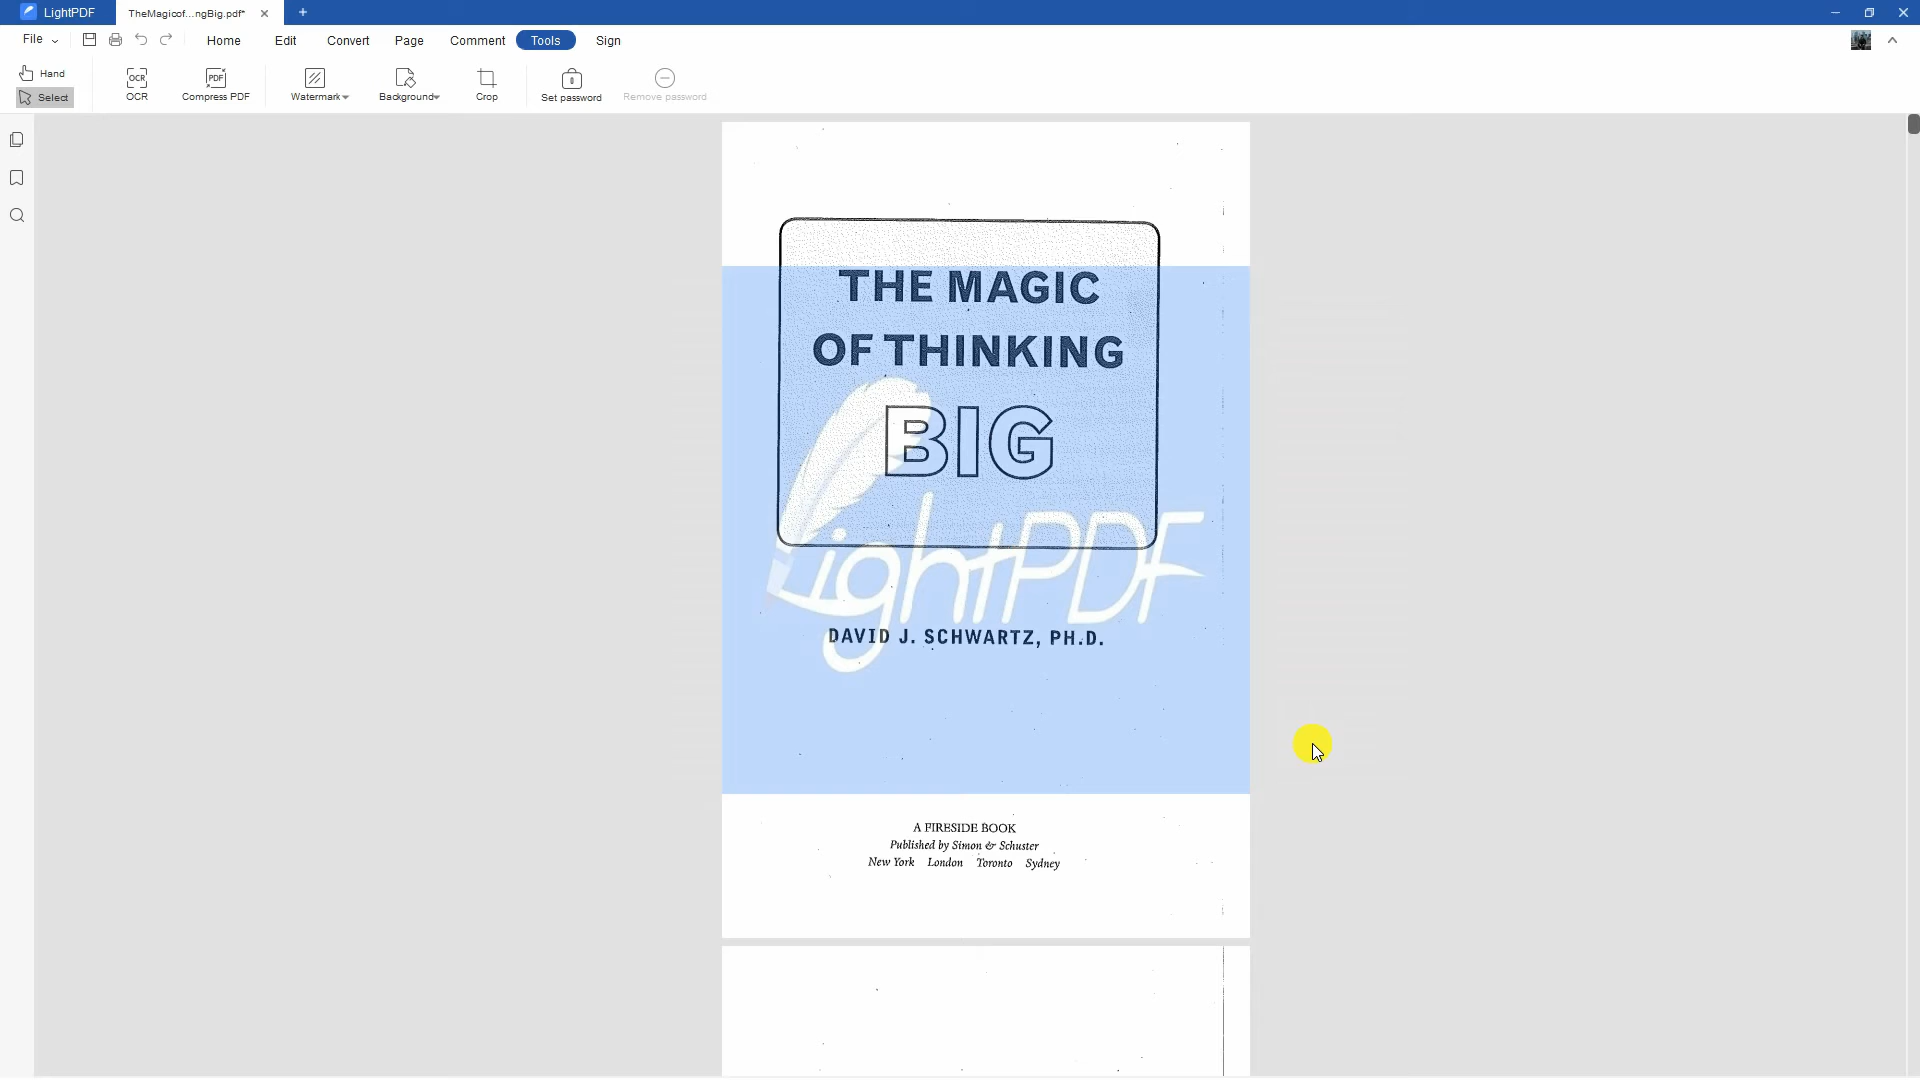 LightPDF
TheMagicof...ngBig.pdf*
File
Home
Edit
Convert
Page
Comment
Tools
Sign
Hand
Select
OCR
OCR
PDF
Compress PDF
Watermark
Background
Crop
Set password
Remove password
THE MAGIC
OF THINKING
BIG
LightPDF
DAVID J. SCHWARTZ, PH.D.
A FIRESIDE BOOK
Published by Simon & Schuster
New York London Toronto Sydney